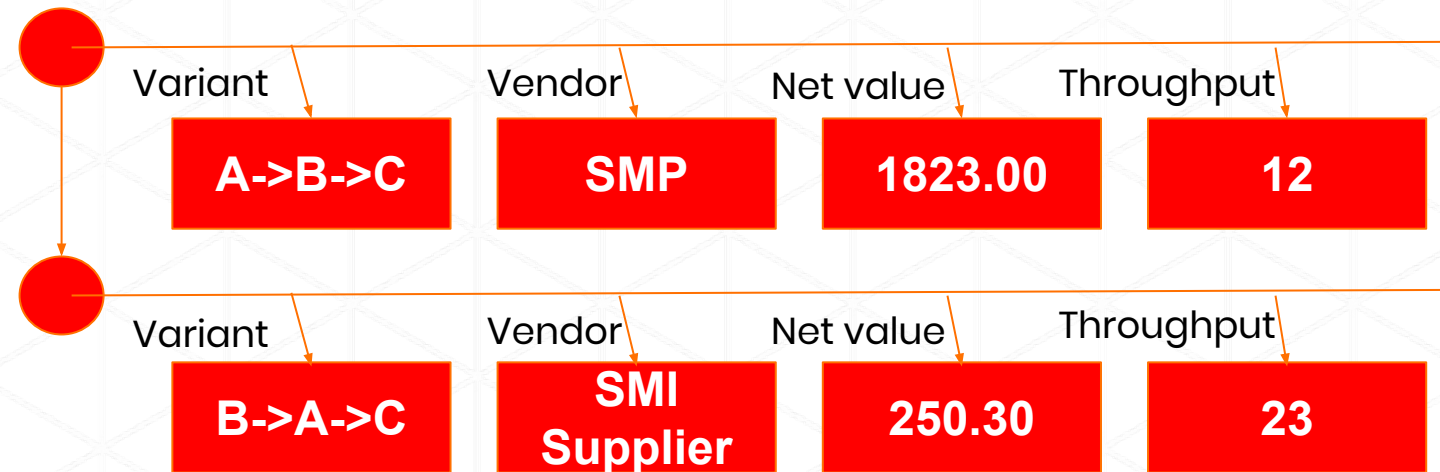 Variant Vendor Net value Throughput
A->B->C SMP 1823.00 12
Variant Vendor Net value Throughput
B->A->C SMI Supplier 250.30 23